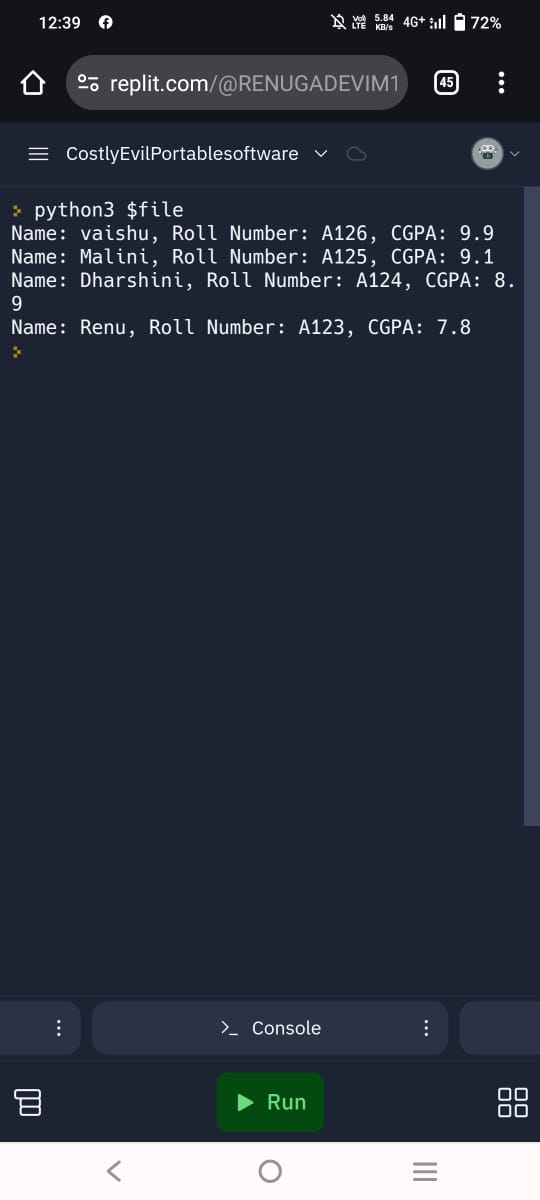 12:39
Vo) LTE 5.84 KB/s 4G+ 72%
replit.com/@RENUGADEVIM1
45
CostlyEvilPortablesoftware
python3 $file
Name: vaishu, Roll Number: A126, CGPA: 9.9
Name: Malini, Roll Number: A125, CGPA: 9.1
Name: Dharshini, Roll Number: A124, CGPA: 8.
9
Name: Renu, Roll Number: A123, CGPA: 7.8
Console
Run